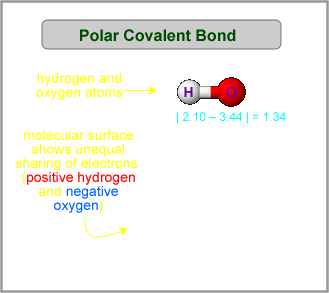 Polar Covalent Bond
hydrogen and
oxygen atoms
H O
| 2.10 – 3.44 | = 1.34
molecular surface
shows unequal
sharing of electrons
(positive hydrogen
and negative
oxygen)